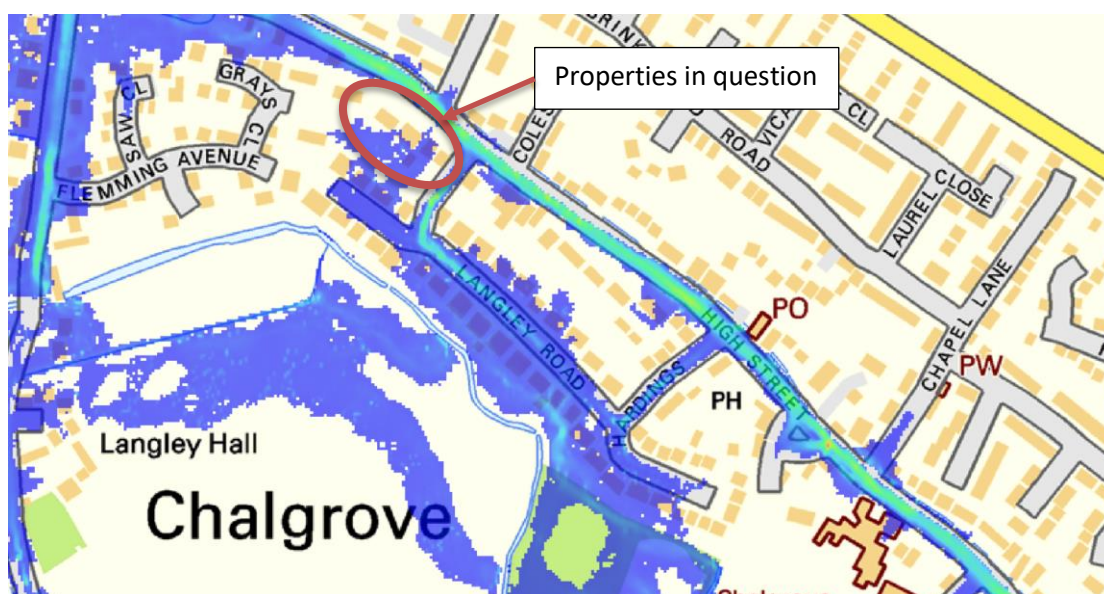 Properties in question
GRAYS CL
SAW CL
FLEMMING AVENUE
COLES
ROAD
VICA
CL
LAUREL
CLOSE
CHAPEL LANE
PO
PW
HIGH STREET
PH
HARDINGS
LANGLEY ROAD
Langley Hall
Chalgrove